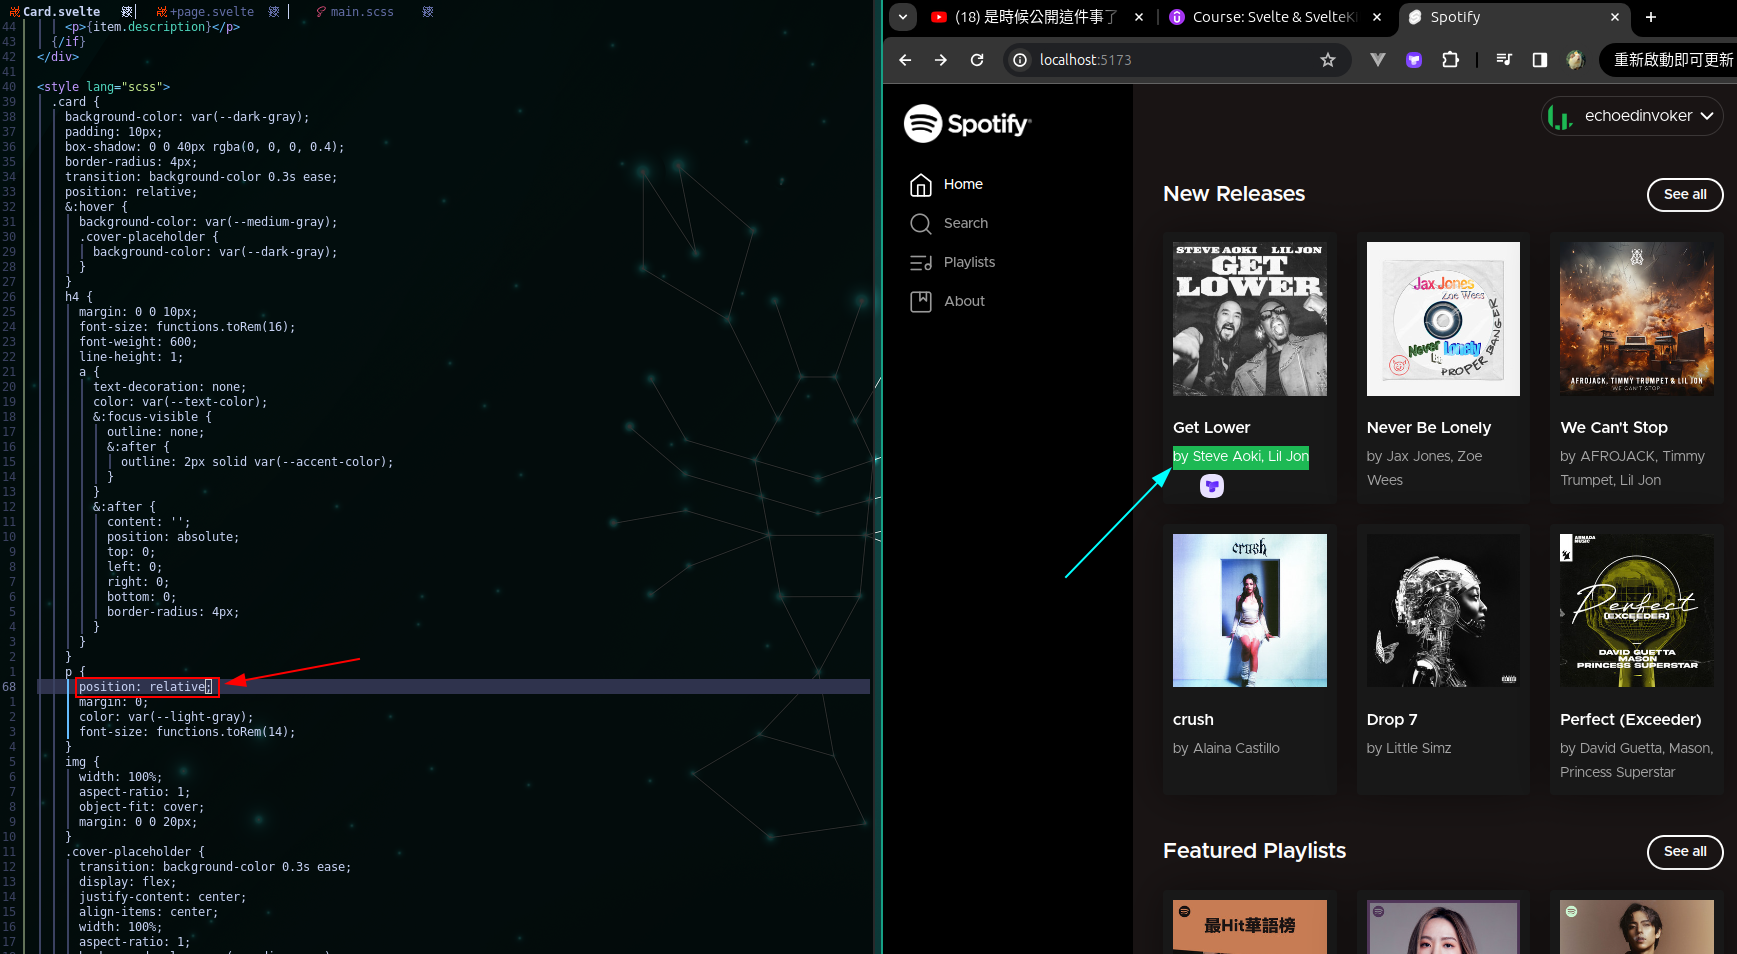 Card.svelte
+page.svelte
main.scss
44 <p>{item.description}</p>
43 {/if}
42 </div>
41
40 <style lang="scss">
39 .card {
38 background-color: var(--dark-gray);
37 padding: 10px;
36 box-shadow: 0 0 40px rgba(0, 0, 0, 0.4);
35 border-radius: 4px;
34 transition: background-color 0.3s ease;
33 position: relative;
32 &:hover {
31 background-color: var(--medium-gray);
30 .cover-placeholder {
29 background-color: var(--dark-gray);
28 }
27 }
26 h4 {
25 margin: 0 0 10px;
24 font-size: functions.toRem(16);
23 font-weight: 600;
22 line-height: 1;
21 a {
20 text-decoration: none;
19 color: var(--text-color);
18 &:focus-visible {
17 outline: none;
16 &:after {
15 outline: 2px solid var(--accent-color);
14 }
13 }
12 &:after {
11 content: '';
10 position: absolute;
9 top: 0;
8 left: 0;
7 right: 0;
6 bottom: 0;
5 border-radius: 4px;
4 }
3 }
2 }
1 p {
68 position: relative;
1 margin: 0;
2 color: var(--light-gray);
3 font-size: functions.toRem(14);
4 }
5 img {
6 width: 100%;
7 aspect-ratio: 1;
8 object-fit: cover;
9 margin: 0 0 20px;
10 }
11 .cover-placeholder {
12 transition: background-color 0.3s ease;
13 display: flex;
14 justify-content: center;
15 align-items: center;
16 width: 100%;
17 aspect-ratio: 1;
(18) 是時候公開這件事了
Course: Svelte & SvelteKi
Spotify
localhost:5173
重新啟動即可更新
Spotify
echoedinvoker
Home
Search
Playlists
About
New Releases
See all
STEVE AOKI LIL JON
GET
LOWER
Jax Jones
Zoe Wees
Never Lonely
PROPER BANGER
AFROJACK, TIMMY TRUMPET & LIL JON
WE CAN'T STOP
Get Lower
by Steve Aoki, Lil Jon
Never Be Lonely
by Jax Jones, Zoe
Wees
We Can't Stop
by AFROJACK, Timmy
Trumpet, Lil Jon
crush
ARMADA
MUSIC
Perfect
(EXCEEDER)
DAVID GUETTA
MASON
PRINCESS SUPERSTAR
crush
by Alaina Castillo
Drop 7
by Little Simz
Perfect (Exceeder)
by David Guetta, Mason,
Princess Superstar
Featured Playlists
See all
最Hit華語榜